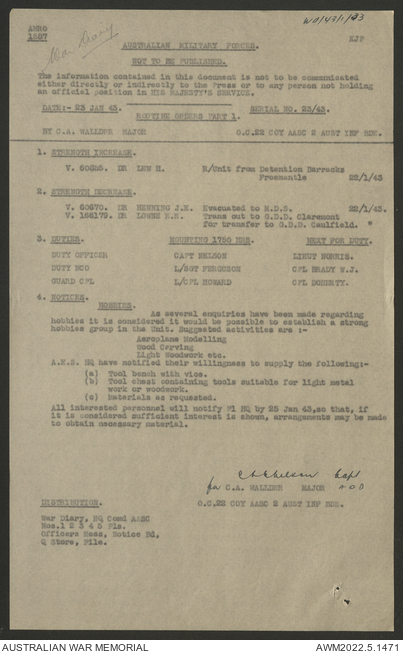 AMRO
1887
War Diary
KJP
AUSTRALIAN MILITARY FORCES.
NOT TO BE PUBLISHED.
The information contained in this document is not to be communicated
either directly or indirectly to the Press or to any person not holding
an official position in HIS MAJESTY'S SERVICE.
DATE:- 23 JAN 43. SERIAL NO. 23/43.
ROUTINE ORDERS PART 1.
BY C.A. WALLDER MAJOR O.C.22 COY AASC 2 AUST INF BDE.
1. STRENGTH INCREASE.
DR LEW H. R/Unit from Detention Barracks
Fremantle 22/1/43
2. STRENGTH DECREASE.
V. 60670. DR HENNING J.E. Evacuated to M.D.S. 22/1/43.
V. 155179. DR LOWES N.R. Trans out to G.D.D. Claremont
for transfer to G.D.D. Caulfield. "
3. DUTIES. MOUNTING 1750 HRS. NEXT FOR DUTY.
DUTY OFFICER CAPT NELSON LIEUT NORRIS.
DUTY NCO L/SGT FERGUSON CPL BRADY W.J.
GUARD CPL L/CPL HOWARD CPL DOHERTY.
4. NOTICES.
HOBBIES.
As several enquiries have been made regarding
hobbies it is considered it would be possible to establish a strong
hobbies group in the Unit. Suggested activities are :-
Aeroplane Modelling
Wood Carving
Light Woodwork etc.
A.E.S. HQ have notified their willingness to supply the following:-
(a) Tool bench with vice.
(b) Tool chest containing tools suitable for light metal
work or woodwork.
(c) Materials as requested.
All interested personnel will notify Pl HQ by 25 Jan 43,so that, if
it is considered sufficient interest is shown, arrangements may be made
to obtain necessary material.
Nelson Capt
for C.A. WALLDER MAJOR
O.C.22 COY AASC 2 AUST INF BDE.
DISTRIBUTION.
War Diary, HQ Comd AASC
Nos.1 2 3 4 5 Pls.
Officers Mess, Notice Bd,
Q Store, File.
AUSTRALIAN WAR MEMORIAL AWM2022.5.1471